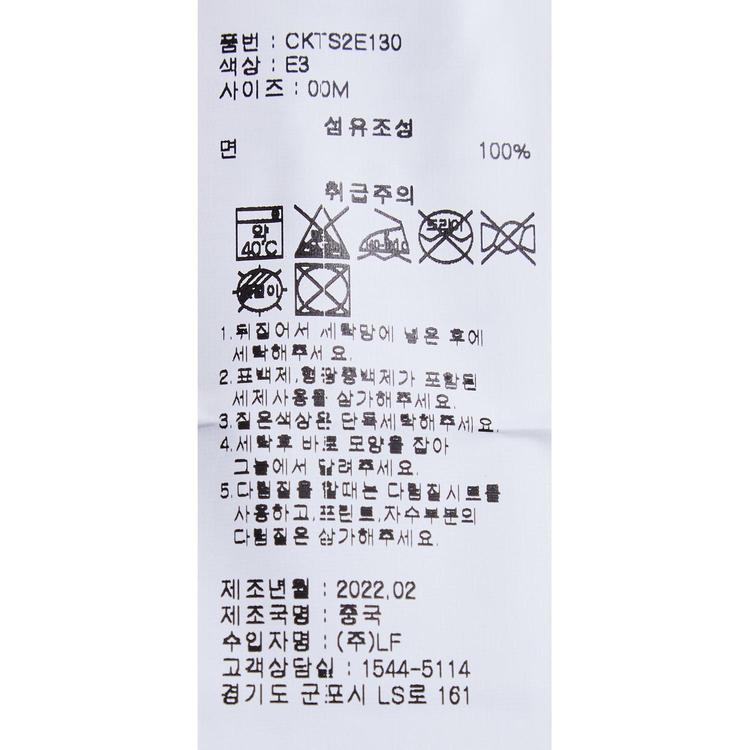 품번 : CKTS2E130
색상 : E3
사이즈 : 00M
섬유조성
면 100%
취급주의
약
40℃
드라이
1.뒤집어서 세탁망에 넣은 후에
세탁해주세요.
2.표백제,형광증백제가 포함된
세제사용을 삼가해주세요.
3.짙은색상은 단독세탁해주세요.
4.세탁후 바로 모양을 잡아
그늘에서 말려주세요.
5.다림질을 할때는 다림질시트를
사용하고,프린트,자수부분의
다림질은 삼가해주세요.
제조년월 : 2022.02
제조국명 : 중국
수입자명 : (주)LF
고객상담실 : 1544-5114
경기도 군포시 LS로 161